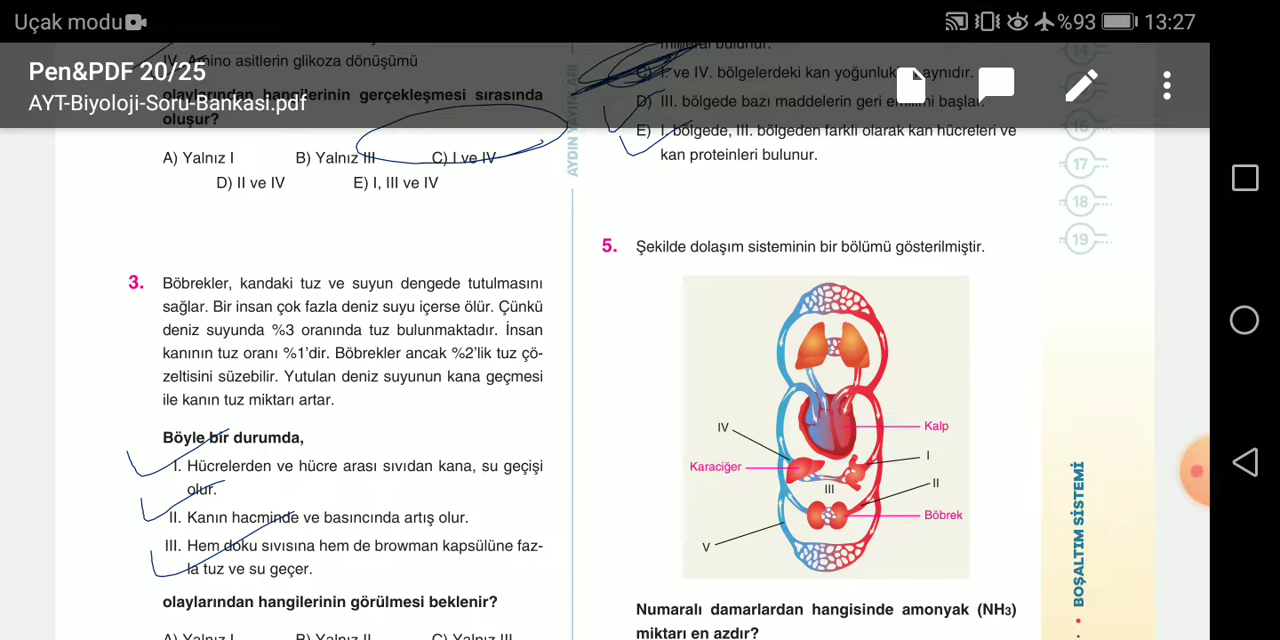 Uçak modu
%93
13:27
Pen&PDF 20/25
AYT-Biyoloji-Soru-Bankasi.pdf
IV. Amino asitlerin glikoza dönüşümü
olaylarından hangilerinin gerçekleşmesi sırasında
oluşur?
A) Yalnız I B) Yalnız III C) I ve IV
D) II ve IV E) I, III ve IV
3. Böbrekler, kandaki tuz ve suyun dengede tutulmasını
sağlar. Bir insan çok fazla deniz suyu içerse ölür. Çünkü
deniz suyunda %3 oranında tuz bulunmaktadır. İnsan
kanının tuz oranı %1'dir. Böbrekler ancak %2'lik tuz çö-
zeltisini süzebilir. Yutulan deniz suyunun kana geçmesi
ile kanın tuz miktarı artar.
Böyle bir durumda,
I. Hücrelerden ve hücre arası sıvıdan kana, su geçişi
olur.
II. Kanın hacminde ve basıncında artış olur.
III. Hem doku sıvısına hem de browman kapsülüne faz-
la tuz ve su geçer.
olaylarından hangilerinin görülmesi beklenir?
A) Yalnız I B) Yalnız II C) Yalnız III
AYDIN YAYINLARI
mineral bulunur.
C) I. ve IV. bölgelerdeki kan yoğunlukl aynıdır.
D) III. bölgede bazı maddelerin geri emilimi başlar.
E) I. bölgede, III. bölgeden farklı olarak kan hücreleri ve
kan proteinleri bulunur.
5. Şekilde dolaşım sisteminin bir bölümü gösterilmiştir.
IV
Kalp
Karaciğer
I
III
II
Böbrek
V
Numaralı damarlardan hangisinde amonyak (NH3)
miktarı en azdır?
14
16
17
18
19
BOŞALTIM SİSTEMİ